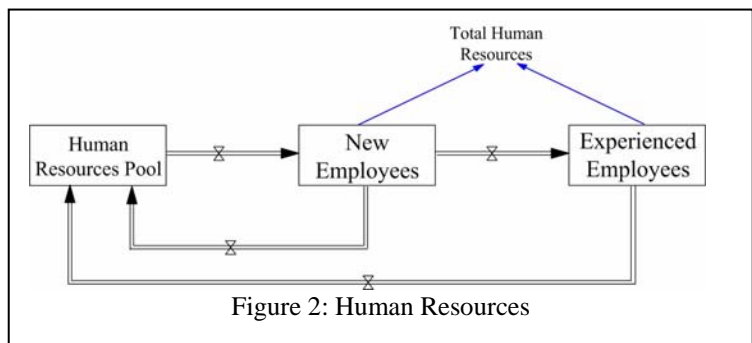 Total Human
Resources
Human
Resources Pool
New
Employees
Experienced
Employees
Figure 2: Human Resources